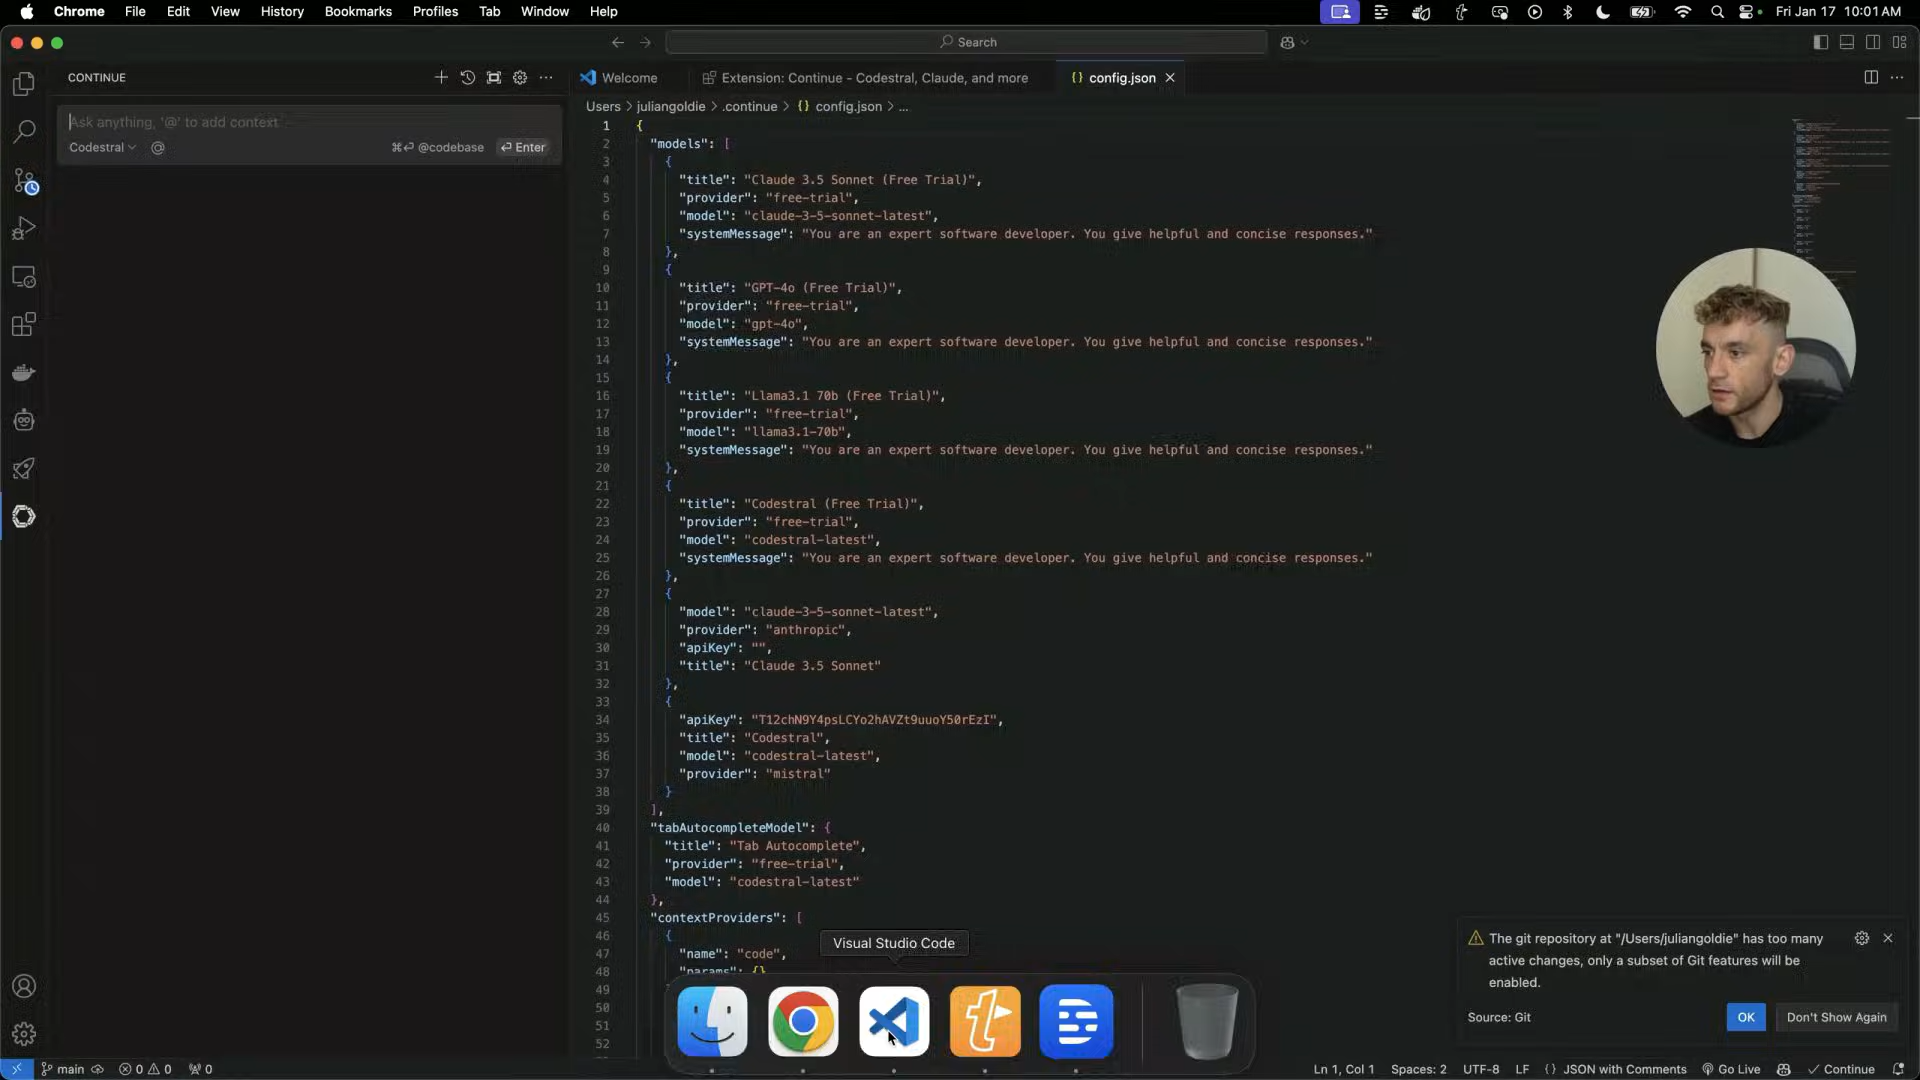 Chrome File Edit View History Bookmarks Profiles Tab Window Help
Fri Jan 17 10:01 AM
Search
CONTINUE
Ask anything, '@' to add context
Codestral @ ⌘⏎ @codebase ⏎ Enter
Welcome Extension: Continue - Codestral, Claude, and more {} config.json
Users > juliangoldie > .continue > {} config.json > ...
1 {
2 "models": [
3 {
4 "title": "Claude 3.5 Sonnet (Free Trial)",
5 "provider": "free-trial",
6 "model": "claude-3-5-sonnet-latest",
7 "systemMessage": "You are an expert software developer. You give helpful and concise responses."
8 },
9 {
10 "title": "GPT-4o (Free Trial)",
11 "provider": "free-trial",
12 "model": "gpt-4o",
13 "systemMessage": "You are an expert software developer. You give helpful and concise responses."
14 },
15 {
16 "title": "Llama3.1 70b (Free Trial)",
17 "provider": "free-trial",
18 "model": "llama3.1-70b",
19 "systemMessage": "You are an expert software developer. You give helpful and concise responses."
20 },
21 {
22 "title": "Codestral (Free Trial)",
23 "provider": "free-trial",
24 "model": "codestral-latest",
25 "systemMessage": "You are an expert software developer. You give helpful and concise responses."
26 },
27 {
28 "model": "claude-3-5-sonnet-latest",
29 "provider": "anthropic",
30 "apiKey": "",
31 "title": "Claude 3.5 Sonnet"
32 },
33 {
34 "apiKey": "T12chN9Y4psLCYo2hAVZt9uuoY50rEzI",
35 "title": "Codestral",
36 "model": "codestral-latest",
37 "provider": "mistral"
38 }
39 ],
40 "tabAutocompleteModel": {
41 "title": "Tab Autocomplete",
42 "provider": "free-trial",
43 "model": "codestral-latest"
44 },
45 "contextProviders": [
46 {
47 "name": "code",
48 "params": {}
49
50
51
52
Visual Studio Code
The git repository at "/Users/juliangoldie" has too many
active changes, only a subset of Git features will be
enabled.
Source: Git OK Don't Show Again
main 0 0 0 Ln 1, Col 1 Spaces: 2 UTF-8 LF {} JSON with Comments Go Live Continue